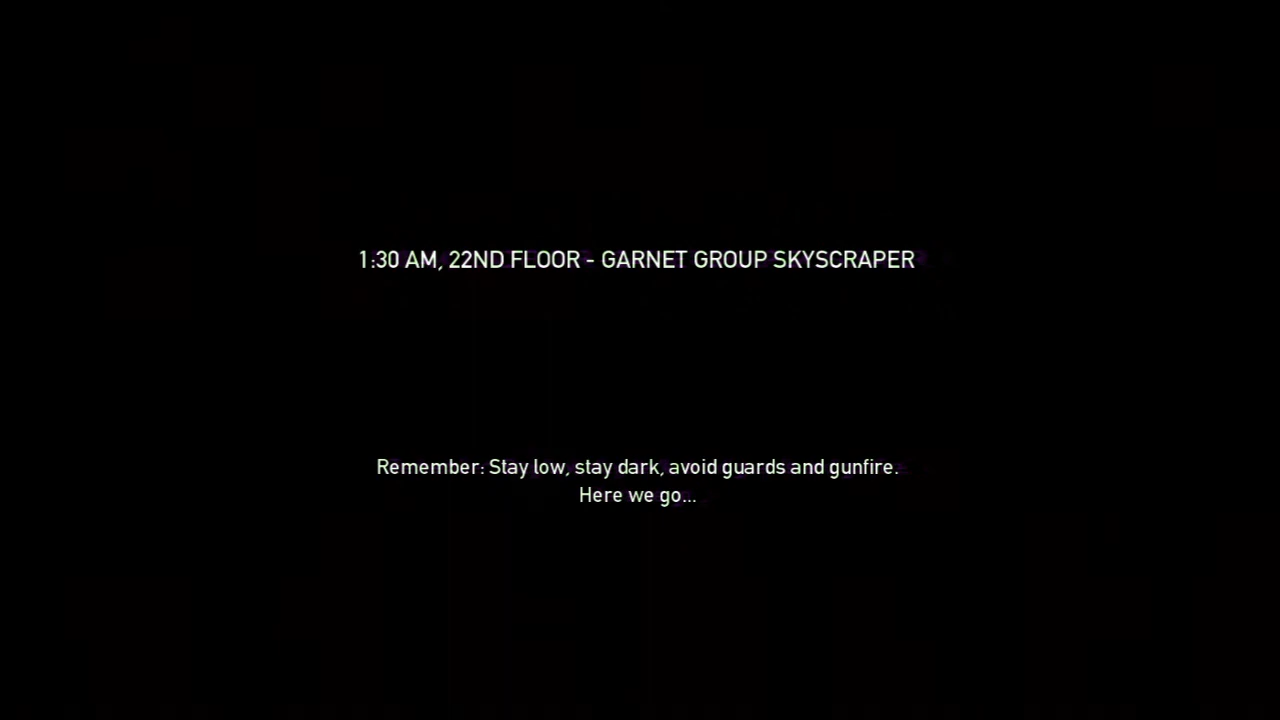 1:30 AM, 22ND FLOOR - GARNET GROUP SKYSCRAPER
Remember: Stay low, stay dark, avoid guards and gunfire.
Here we go...